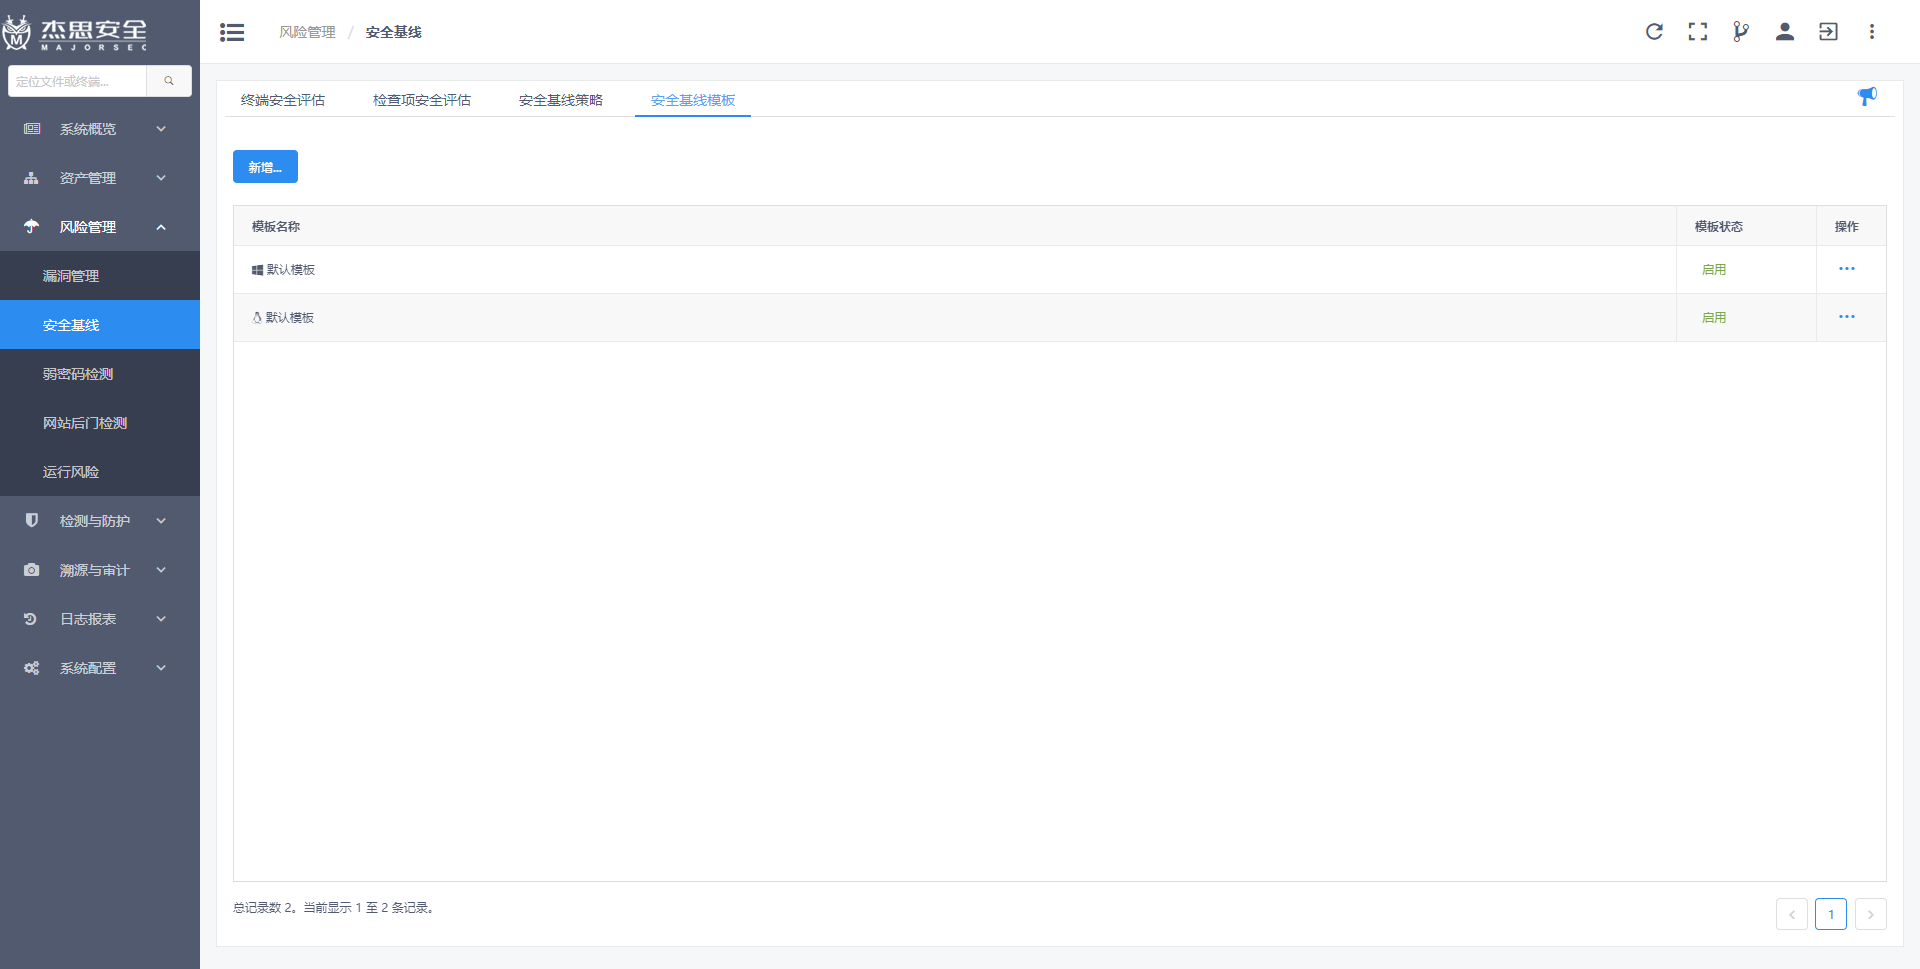 杰思安全
MAJORSEC
定位文件或终端...
系统概览
资产管理
风险管理
漏洞管理
安全基线
弱密码检测
网站后门检测
运行风险
检测与防护
溯源与审计
日志报表
系统配置
风险管理 / 安全基线
终端安全评估 检查项安全评估 安全基线策略 安全基线模板
新增...
模板名称 模板状态 操作
默认模板 启用 ···
默认模板 启用 ···
总记录数 2。当前显示 1 至 2 条记录。
< 1 >